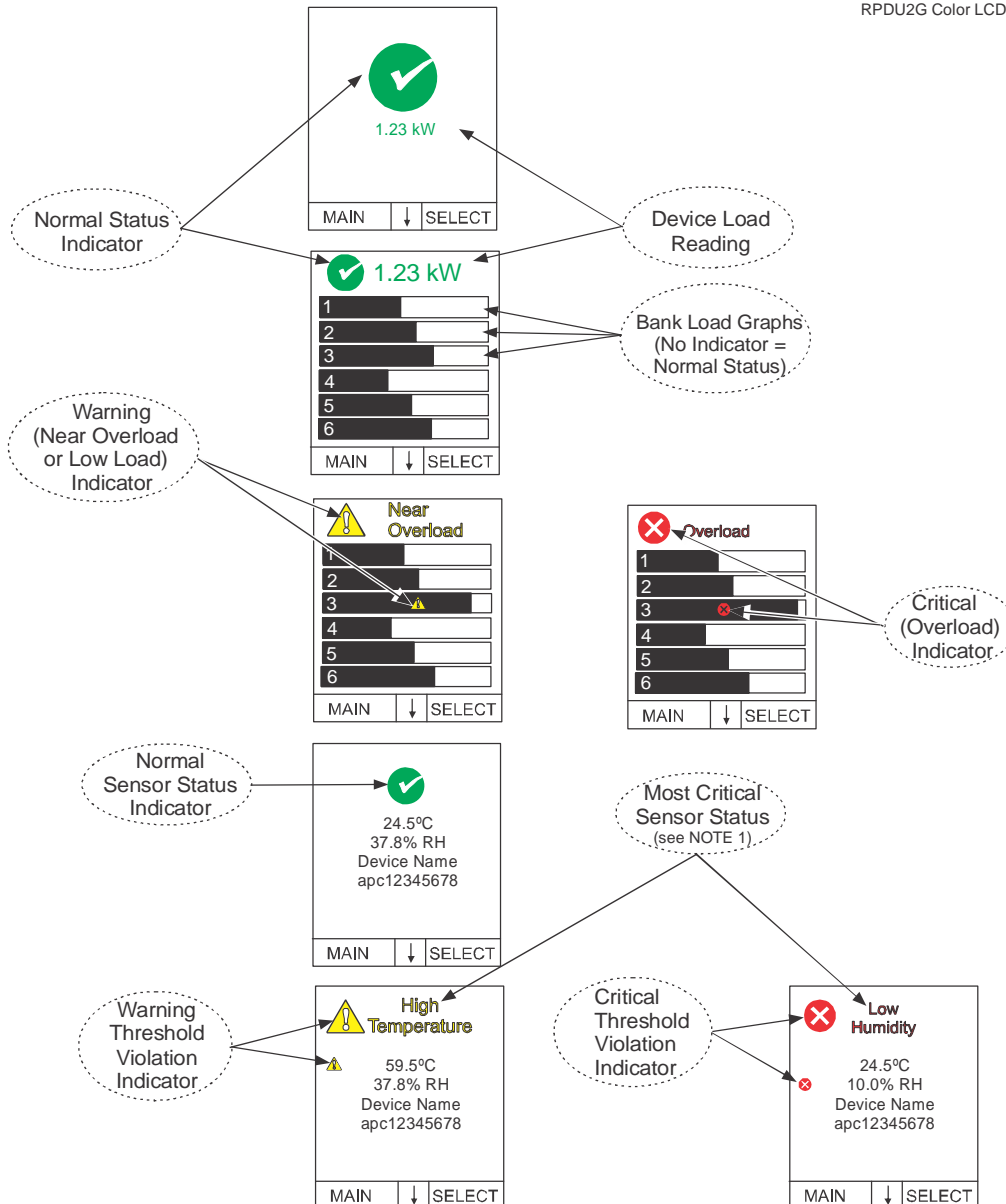 RPDU2G Color LCD
1.23 kW
MAIN ↓ SELECT
Normal Status
Indicator
Device Load
Reading
1.23 kW
1
2
3
4
5
6
MAIN ↓ SELECT
Bank Load Graphs
(No Indicator =
Normal Status)
Warning
(Near Overload
or Low Load)
Indicator
Near
Overload
1
2
3
4
5
6
MAIN ↓ SELECT
Overload
1
2
3
4
5
6
MAIN ↓ SELECT
Critical
(Overload)
Indicator
Normal
Sensor Status
Indicator
24.5ºC
37.8% RH
Device Name
apc12345678
MAIN ↓ SELECT
Most Critical
Sensor Status
(see NOTE 1)
Warning
Threshold
Violation
Indicator
High
Temperature
59.5ºC
37.8% RH
Device Name
apc12345678
MAIN ↓ SELECT
Critical
Threshold
Violation
Indicator
Low
Humidity
24.5ºC
10.0% RH
Device Name
apc12345678
MAIN ↓ SELECT